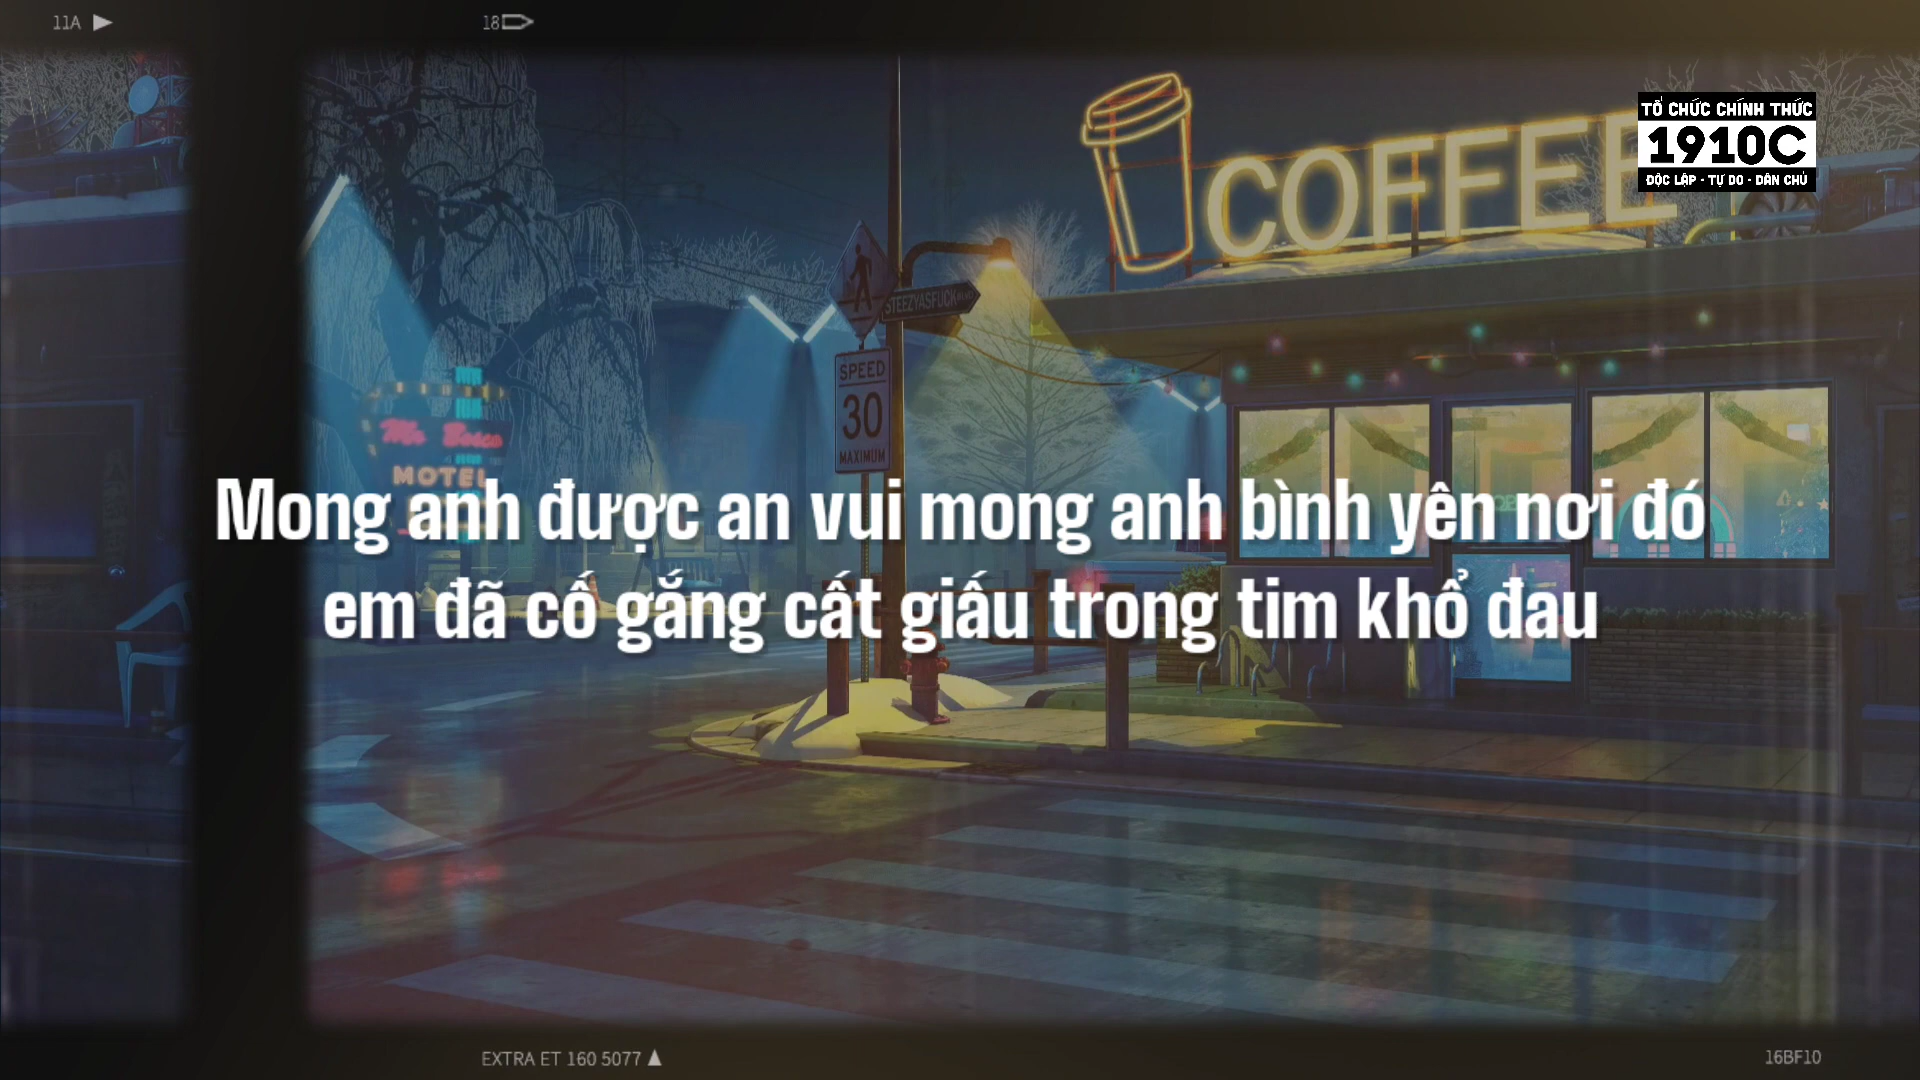 11A
18
COFFEE
TỔ CHỨC CHÍNH THỨC
1910C
ĐỘC LẬP - TỰ DO - DÂN CHỦ
STEEZYASFUCK
SPEED
30
MAXIMUM
MOTEL
Mong anh được an vui mong anh bình yên nơi đó
em đã cố gắng cất giấu trong tim khổ đau
EXTRA ET 160 5077
16BF10